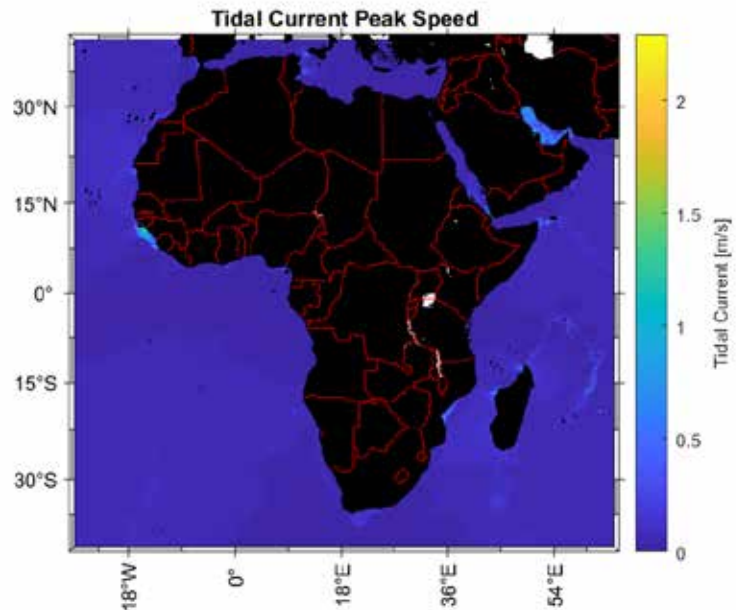 Tidal Current Peak Speed
30°N
15°N
0°
15°S
30°S
18°W
0°
18°E
36°E
54°E
2
1.5
1
0.5
0
Tidal Current [m/s]